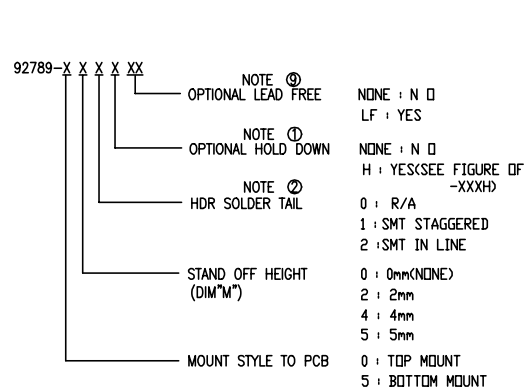 92789-X X X X XX
NOTE ⑨
OPTIONAL LEAD FREE NONE : N O
LF : YES
NOTE ①
OPTIONAL HOLD DOWN NONE : N O
H : YES(SEE FIGURE OF
-XXXH)
NOTE ②
HDR SOLDER TAIL 0 : R/A
1 : SMT STAGGERED
2 : SMT IN LINE
STAND OFF HEIGHT 0 : 0mm(NONE)
(DIM"M") 2 : 2mm
4 : 4mm
5 : 5mm
MOUNT STYLE TO PCB 0 : TOP MOUNT
5 : BOTTOM MOUNT